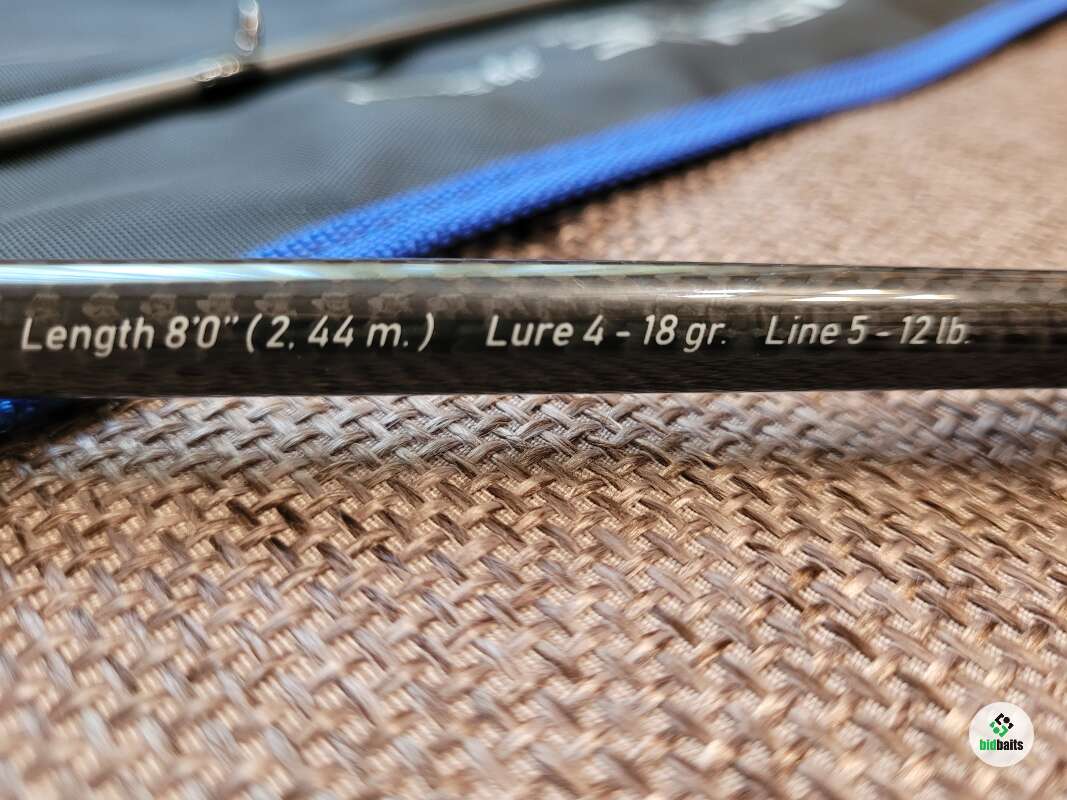 Length 8'0" (2. 44 m. ) Lure 4 - 18 gr. Line 5 - 12 lb.
bidbaits